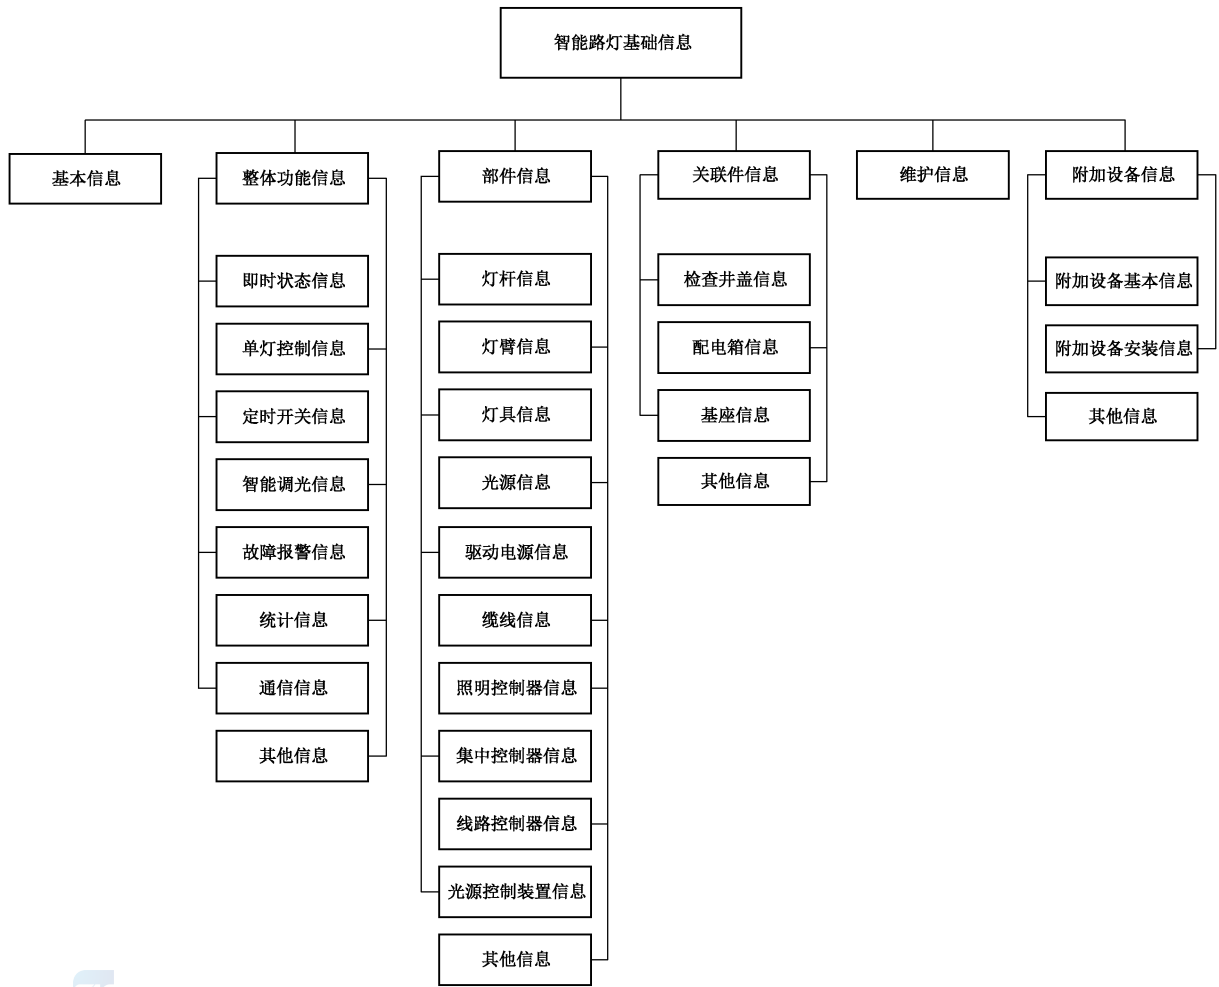 智能路灯基础信息
基本信息
整体功能信息
即时状态信息
单灯控制信息
定时开关信息
智能调光信息
故障报警信息
统计信息
通信信息
其他信息
部件信息
灯杆信息
灯臂信息
灯具信息
光源信息
驱动电源信息
缆线信息
照明控制器信息
集中控制器信息
线路控制器信息
光源控制装置信息
其他信息
关联件信息
检查井盖信息
配电箱信息
基座信息
其他信息
维护信息
附加设备信息
附加设备基本信息
附加设备安装信息
其他信息